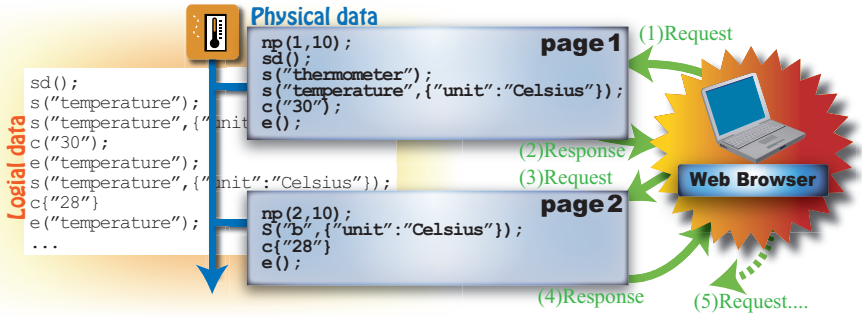 Physical data
page1
np(1,10);
sd();
s("thermometer");
s("temperature",{"unit":"Celsius"});
c("30");
e();
(1)Request
Logial data
sd();
s("temperature");
s("temperature",{"unit
c("30");
e("temperature");
s("temperature",{"unit":"Celsius"});
c{"28"}
e("temperature");
...
(2)Response
(3)Request
Web Browser
page2
np(2,10);
S("b",{"unit":"Celsius"});
c{"28"}
e();
(4)Response
(5)Request....